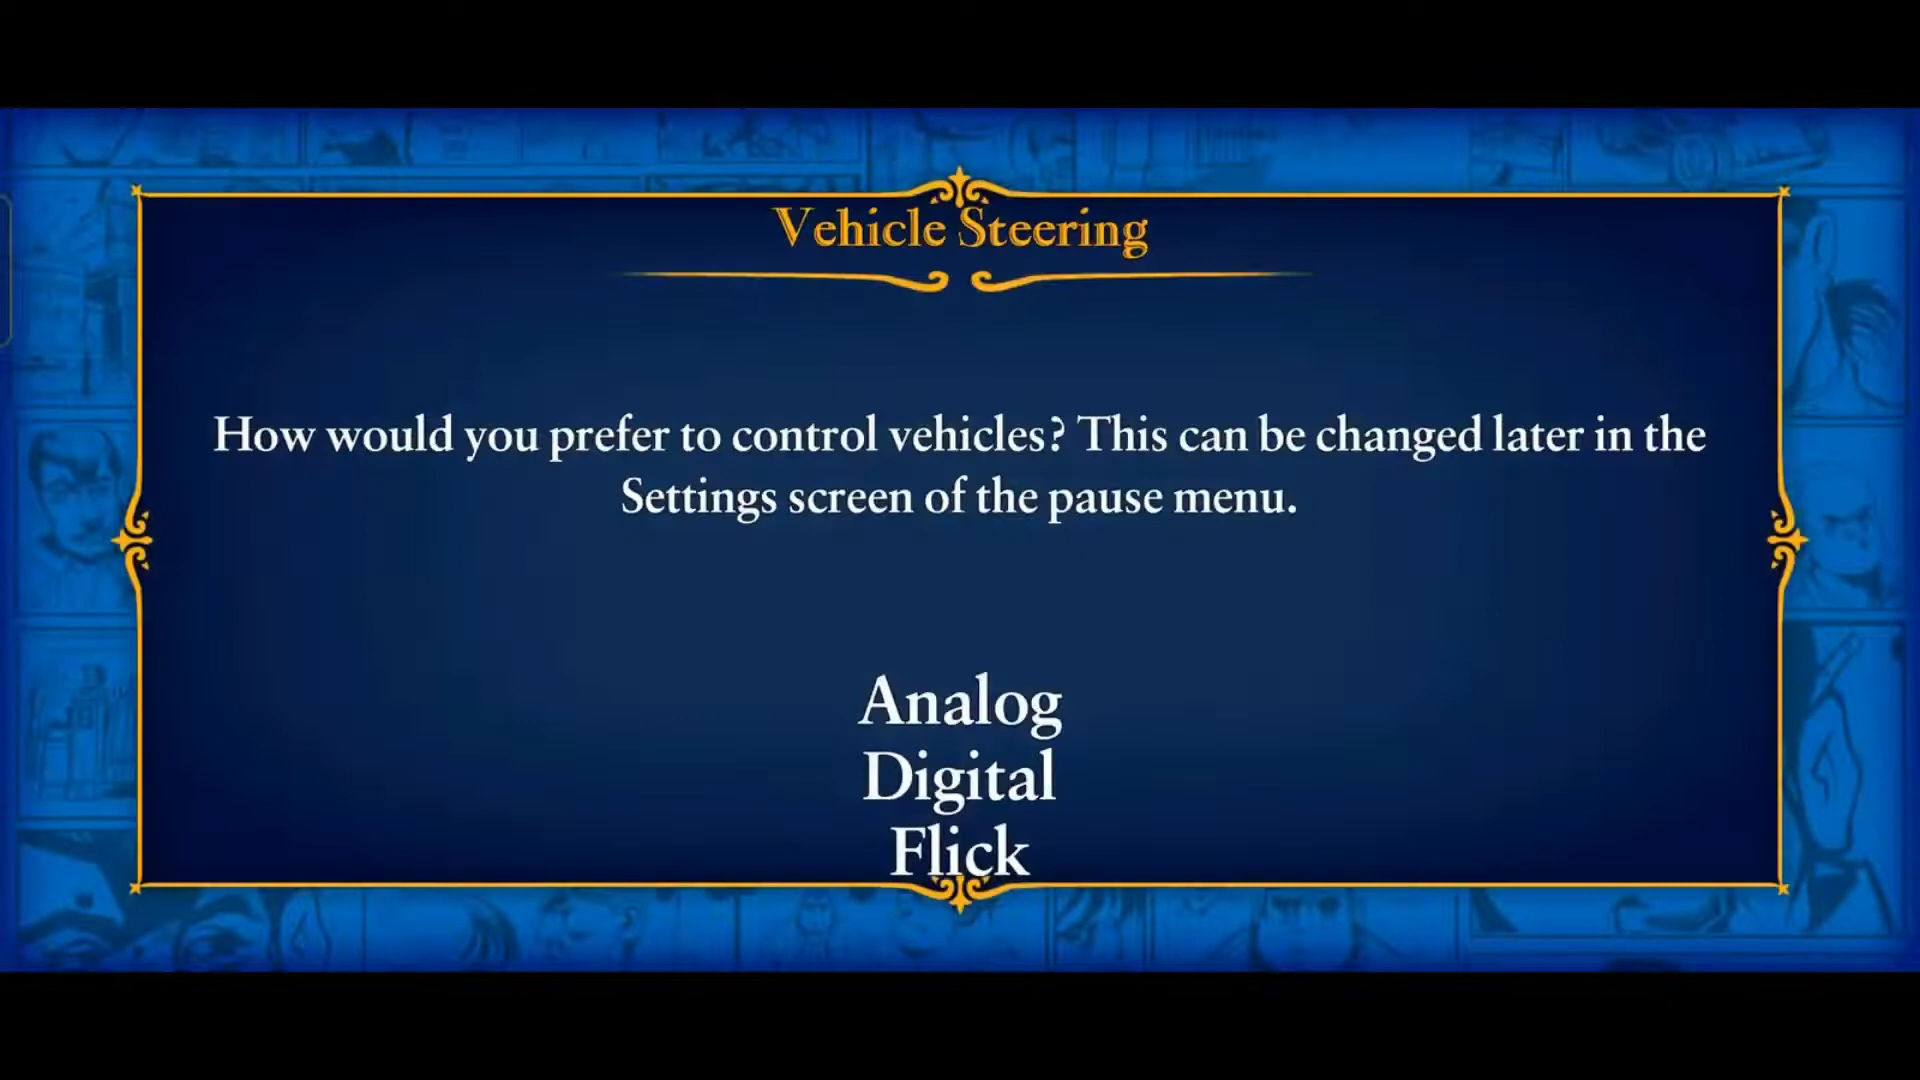 Vehicle Steering
How would you prefer to control vehicles? This can be changed later in the
Settings screen of the pause menu.
Analog
Digital
Flick